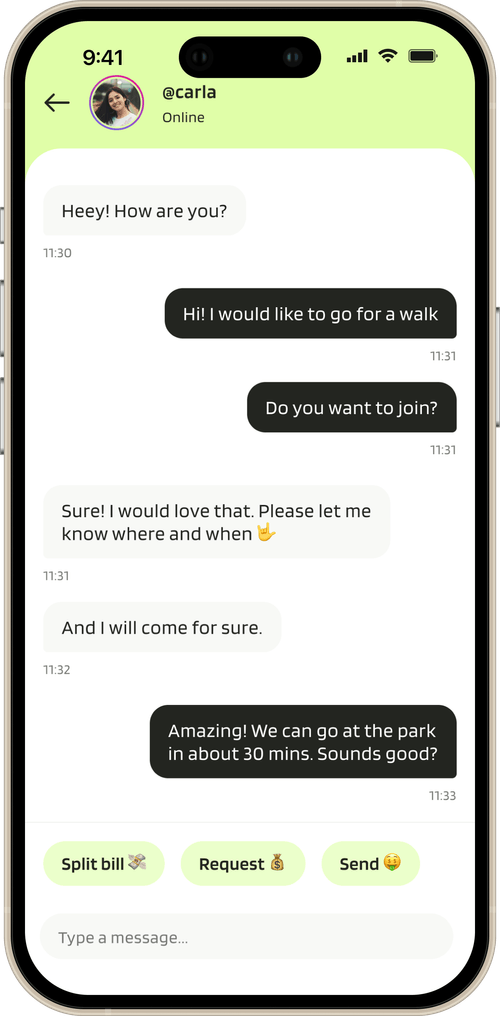 9:41
@carla
Online
Heey! How are you?
11:30
Hi! I would like to go for a walk
11:31
Do you want to join?
11:31
Sure! I would love that. Please let me
know where and when 🤟
11:31
And I will come for sure.
11:32
Amazing! We can go at the park
in about 30 mins. Sounds good?
11:33
Split bill 💸 Request 💰 Send 🤑
Type a message...